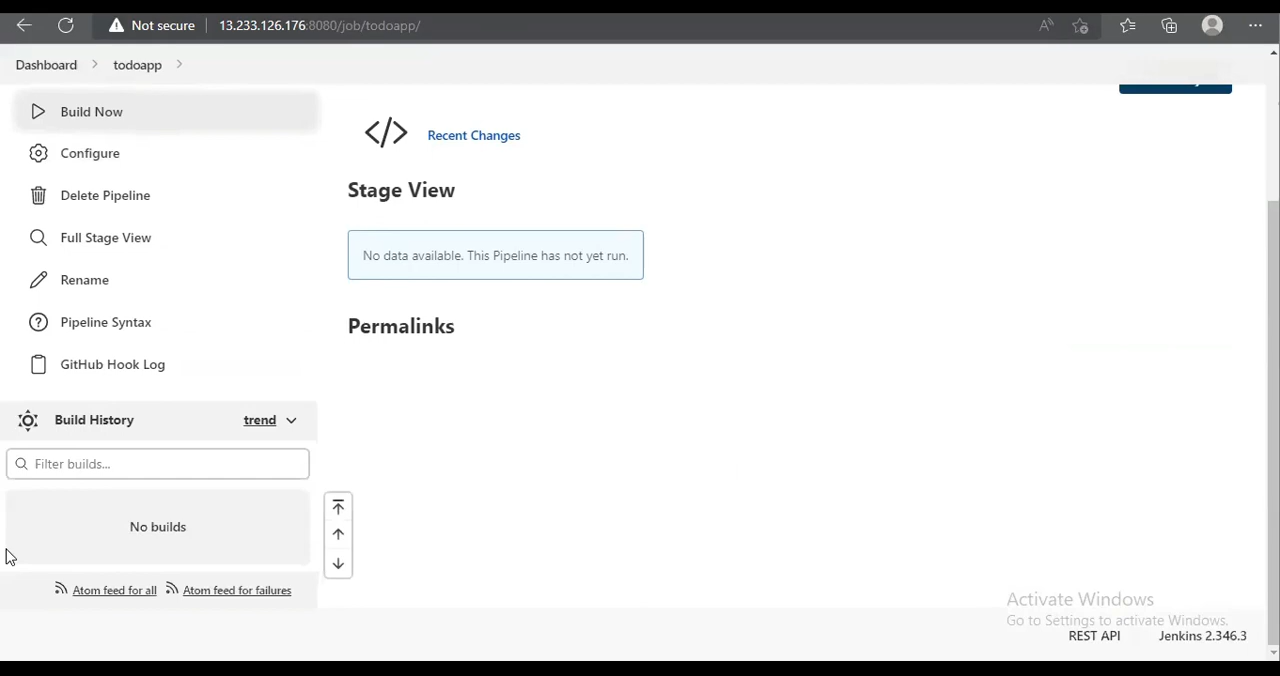 Not secure 13.233.126.176:8080/job/todoapp/
Dashboard todoapp
Build Now
Configure
Delete Pipeline
Full Stage View
Rename
Pipeline Syntax
GitHub Hook Log
Build History trend
Filter builds...
No builds
Atom feed for all Atom feed for failures
Recent Changes
Stage View
No data available. This Pipeline has not yet run.
Permalinks
Activate Windows
Go to Settings to activate Windows.
REST API Jenkins 2.346.3